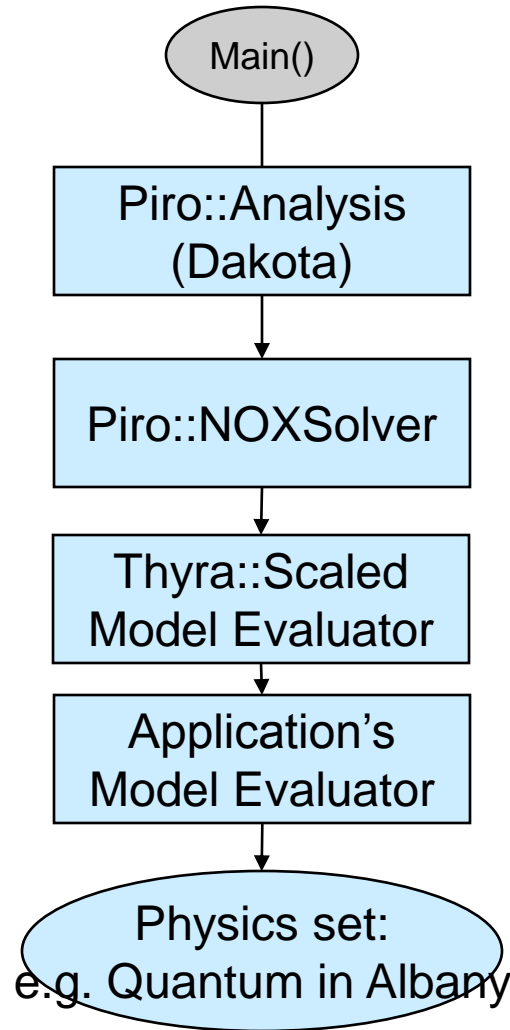 Main()
Piro::Analysis
(Dakota)
Piro::NOXSolver
Thyra::Scaled
Model Evaluator
Application’s
Model Evaluator
Physics set:
e.g. Quantum in Albany